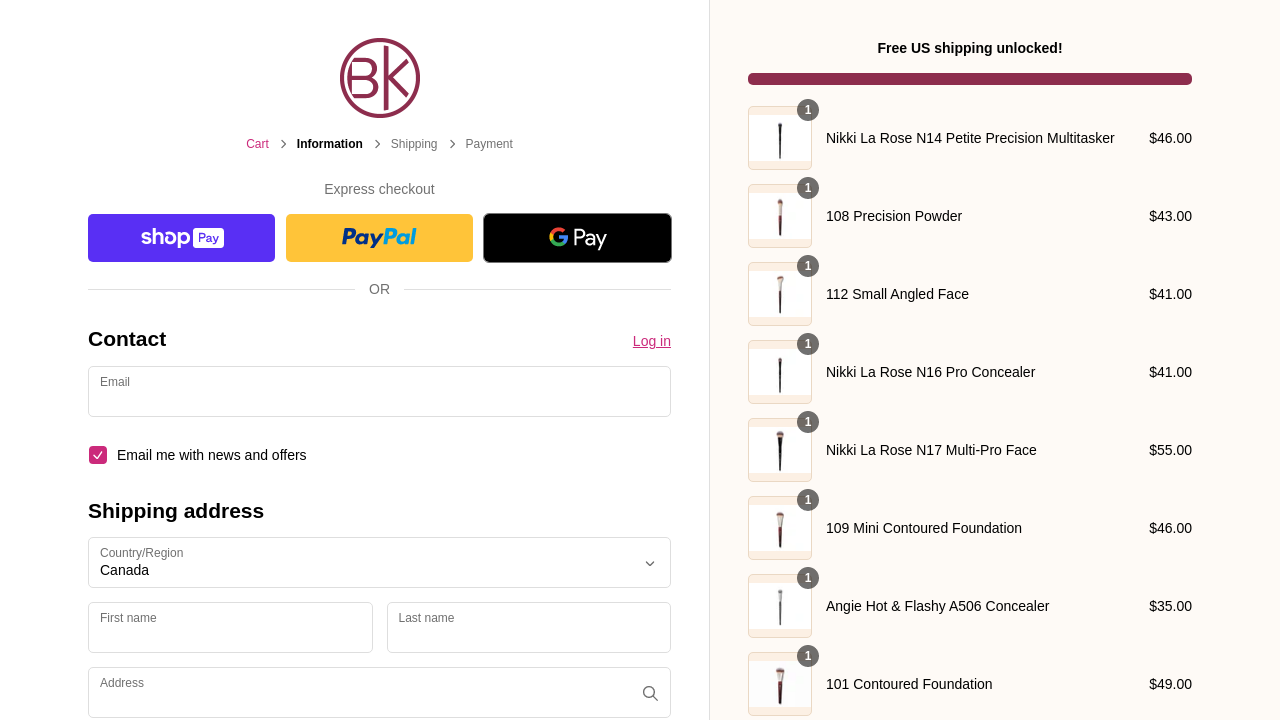 BK
Cart
Information
Shipping
Payment
Express checkout
shop Pay
PayPal
G Pay
OR
Contact
Log in
Email
Email me with news and offers
Shipping address
Country/Region
Canada
First name
Last name
Address
Free US shipping unlocked!
1
Nikki La Rose N14 Petite Precision Multitasker
$46.00
1
108 Precision Powder
$43.00
1
112 Small Angled Face
$41.00
1
Nikki La Rose N16 Pro Concealer
$41.00
1
Nikki La Rose N17 Multi-Pro Face
$55.00
1
109 Mini Contoured Foundation
$46.00
1
Angie Hot & Flashy A506 Concealer
$35.00
1
101 Contoured Foundation
$49.00